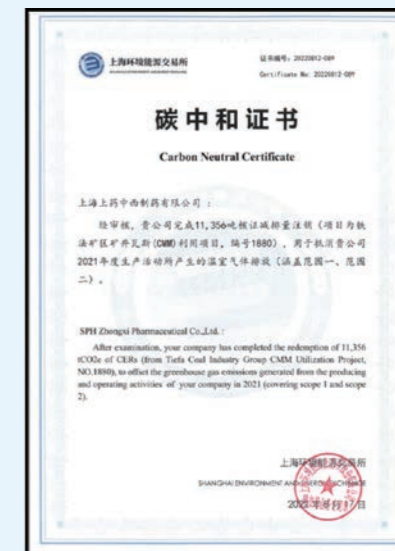 上海环境能源交易所
证书编号：20220812-089
Certificate No: 20220812-089
碳中和证书
Carbon Neutral Certificate
上海上药中西制药有限公司：
经审核，贵公司完成11,356吨核证减排量注销（项目为铁
法矿区矿井瓦斯(CMM)利用项目，编号1880），用于抵消贵公司
2021年度生产活动所产生的温室气体排放（涵盖范围一、范围
二）。
SPH Zhongxi Pharmaceutical Co.,Ltd. :
After examination, your company has completed the redemption of 11,356
tCO2e of CERs (from Tiefa Coal Industry Group CMM Utilization Project,
NO.1880), to offset the greenhouse gas emissions generated from the producing
and operating activities of your company in 2021 (covering scope 1 and scope
2).
上海环境能源交易所
SHANGHAI ENVIRONMENT AND ENERGY EXCHANGE